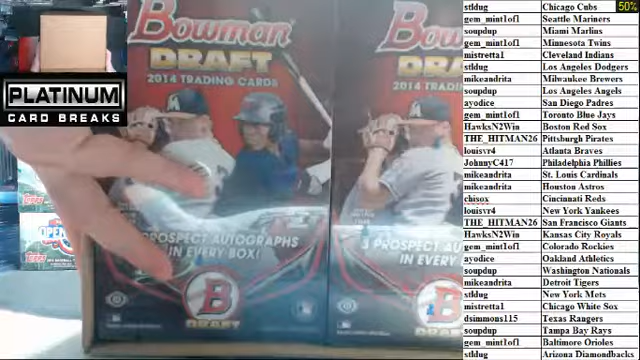 50%
stldug Chicago Cubs
gem_mint1of1 Seattle Mariners
soupdup Miami Marlins
gem_mint1of1 Minnesota Twins
mistretta1 Cleveland Indians
stldug Los Angeles Dodgers
mikeandrita Milwaukee Brewers
soupdup Los Angeles Angels
ayodice San Diego Padres
gem_mint1of1 Toronto Blue Jays
HawksN2Win Boston Red Sox
THE_HITMAN26 Pittsburgh Pirates
louisvr4 Atlanta Braves
JohnnyC417 Philadelphia Phillies
mikeandrita St. Louis Cardinals
mikeandrita Houston Astros
chisox Cincinnati Reds
louisvr4 New York Yankees
THE_HITMAN26 San Francisco Giants
HawksN2Win Kansas City Royals
gem_mint1of1 Colorado Rockies
ayodice Oakland Athletics
soupdup Washington Nationals
mikeandrita Detroit Tigers
stldug New York Mets
mistretta1 Chicago White Sox
dsimmons115 Texas Rangers
soupdup Tampa Bay Rays
gem_mint1of1 Baltimore Orioles
stldug Arizona Diamondbacks
PLATINUM
CARD BREAKS
Bowman
DRAFT
2014 TRADING CARDS
PROSPECT AUTOGRAPHS
IN EVERY BOX!
B
DRAFT
Bowman
DRA
2014 TRADING
3 PROSPECT AUTO
IN EVERY
B
DRAFT
TOPPS
OPENI